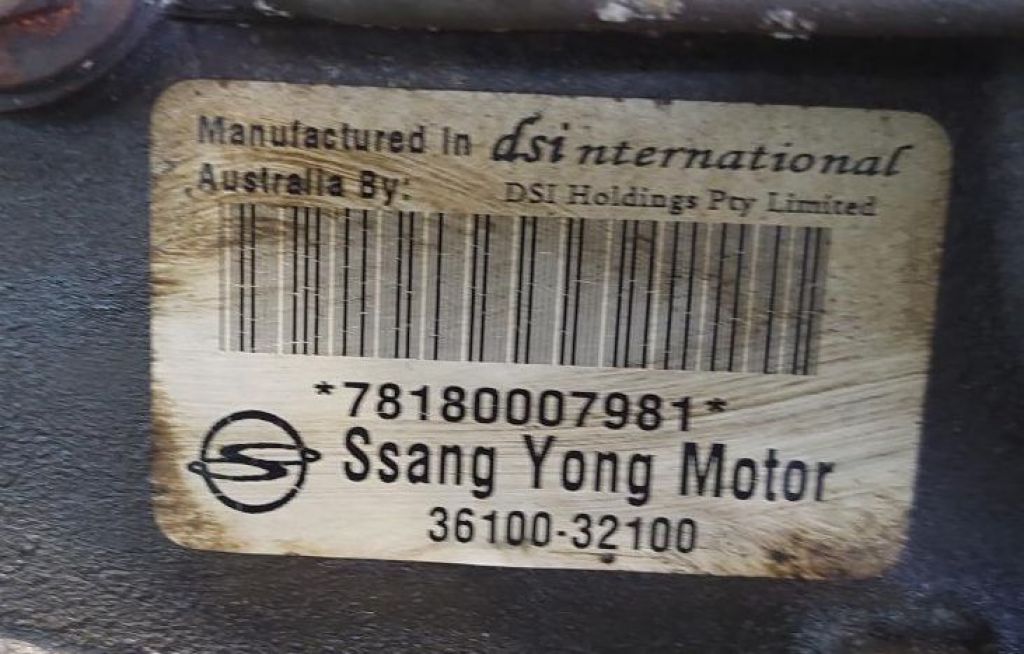 Manufactured In dsi nternational
Australia By: DSI Holdings Pty Limited
*78180007981*
Ssang Yong Motor
36100-32100